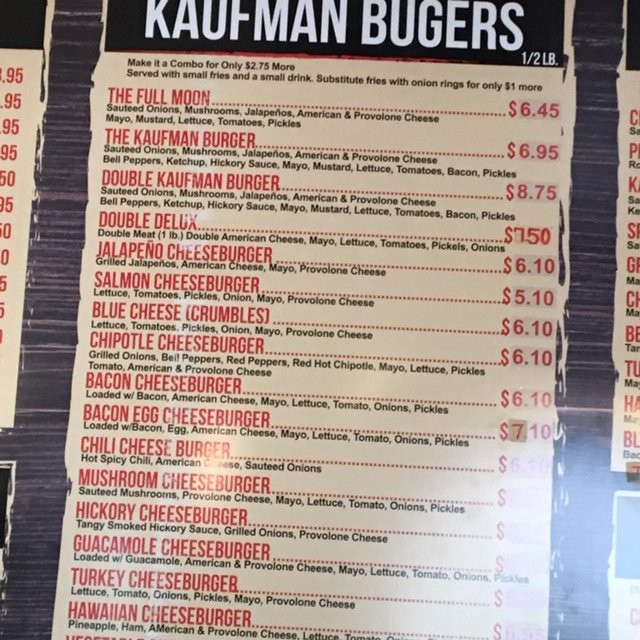 KAUFMAN BUGERS
1/2 LB.
Make it a Combo for Only $2.75 More
Served with small fries and a small drink. Substitute fries with onion rings for only $1 more
THE FULL MOON $6.45
Sauteed Onions, Mushrooms, Jalapeños, American & Provolone Cheese
Mayo, Mustard, Lettuce, Tomatoes, Pickles
THE KAUFMAN BURGER $6.95
Sauteed Onions, Mushrooms, Jalapeños, American & Provolone Cheese
Bell Peppers, Ketchup, Hickory Sauce, Mayo, Mustard, Lettuce, Tomatoes, Bacon, Pickles
DOUBLE KAUFMAN BURGER $8.75
Sauteed Onions, Mushrooms, Jalapeños, American & Provolone Cheese
Bell Peppers, Ketchup, Hickory Sauce, Mayo, Mustard, Lettuce, Tomatoes, Bacon, Pickles
DOUBLE DELUX $7.50
Double Meat (1 lb.) Double American Cheese, Mayo, Lettuce, Tomatoes, Pickels, Onions
JALAPEÑO CHEESEBURGER $6.10
Grilled Jalapeños, American Cheese, Mayo, Provolone Cheese
SALMON CHEESEBURGER $5.10
Lettuce, Tomatoes, Pickles, Onion, Mayo, Provolone Cheese
BLUE CHEESE (CRUMBLES) $6.10
Lettuce, Tomatoes, Pickles, Onion, Mayo, Provolone Cheese
CHIPOTLE CHEESEBURGER $6.10
Grilled Onions, Bell Peppers, Red Peppers, Red Hot Chipotle, Mayo, Lettuce, Pickles
Tomato, American & Provolone Cheese
BACON CHEESEBURGER $6.10
Loaded w/ Bacon, American Cheese, Mayo, Lettuce, Tomato, Onions, Pickles
BACON EGG CHEESEBURGER $7.10
Loaded w/Bacon, Egg, American Cheese, Mayo, Lettuce, Tomato, Onions, Pickles
CHILI CHEESE BURGER $6.10
Hot Spicy Chili, American Cheese, Sauteed Onions
MUSHROOM CHEESEBURGER $
Sauteed Mushrooms, Provolone Cheese, Mayo, Lettuce, Tomato, Onions, Pickles
HICKORY CHEESEBURGER $
Tangy Smoked Hickory Sauce, Grilled Onions, Provolone Cheese
GUACAMOLE CHEESEBURGER $
Loaded w/ Guacamole, American & Provolone Cheese, Mayo, Lettuce, Tomato, Onions, Pickles
TURKEY CHEESEBURGER $
Lettuce, Tomato, Onions, Pickles, Mayo, Provolone Cheese
HAWAIIAN CHEESEBURGER $
Pineapple, Ham, AMerican & Provolone Cheese, Lettuce, Tomato